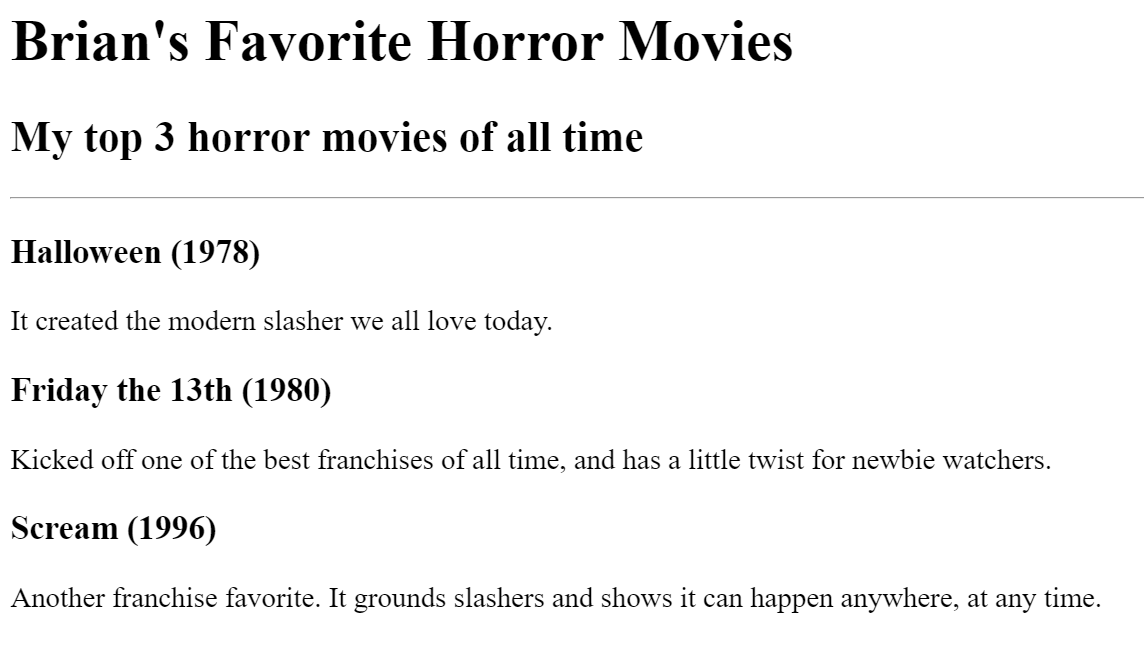 Brian's Favorite Horror Movies
My top 3 horror movies of all time
Halloween (1978)
It created the modern slasher we all love today.
Friday the 13th (1980)
Kicked off one of the best franchises of all time, and has a little twist for newbie watchers.
Scream (1996)
Another franchise favorite. It grounds slashers and shows it can happen anywhere, at any time.